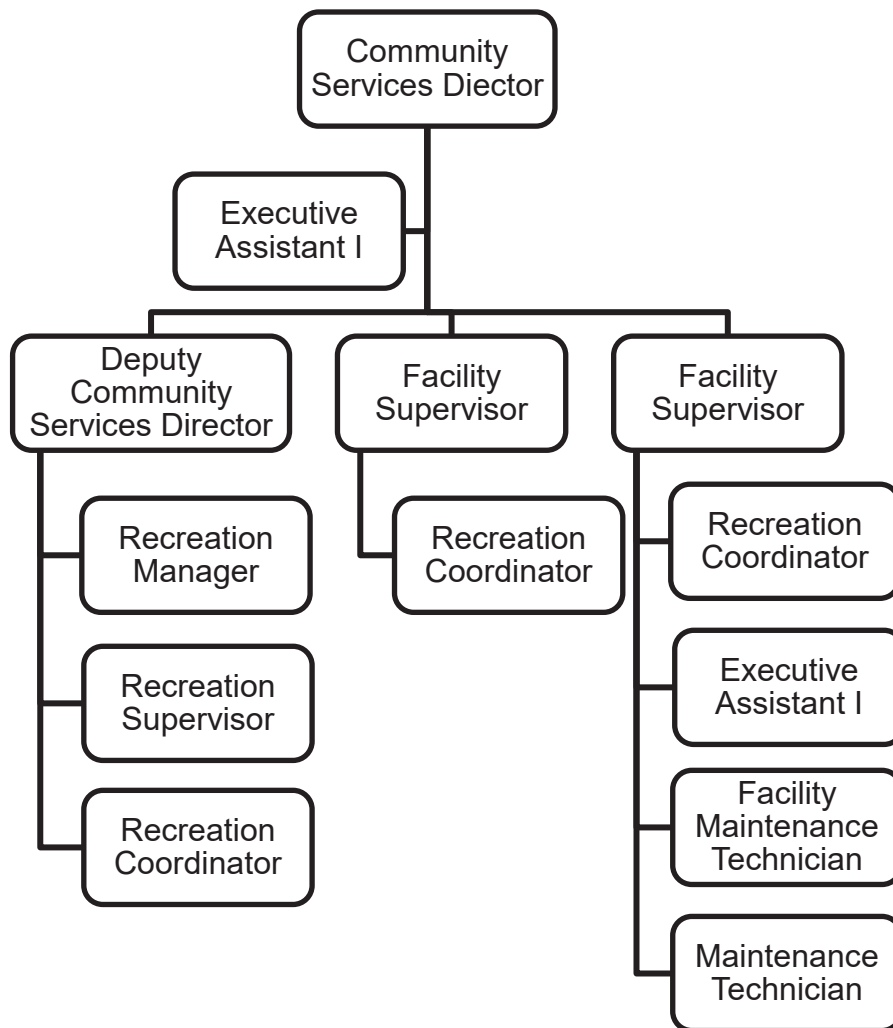 Community
Services Diector
Executive
Assistant I
Deputy
Community
Services Director
Facility
Supervisor
Facility
Supervisor
Recreation
Manager
Recreation
Supervisor
Recreation
Coordinator
Recreation
Coordinator
Recreation
Coordinator
Executive
Assistant I
Facility
Maintenance
Technician
Maintenance
Technician